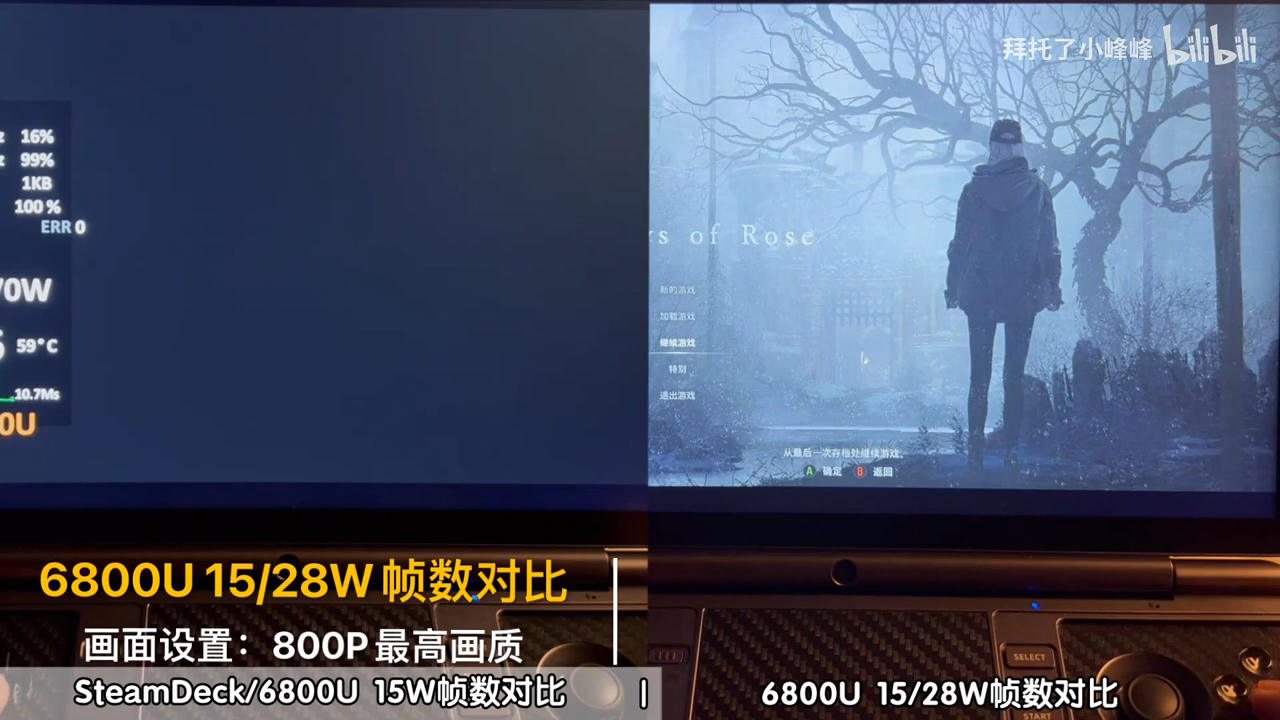 拜托了小峰峰 bilibili
16%
99%
1KB
100 %
ERR 0
0W
59°C
10.7Ms
0U
s of Rose
新的游戏
加载游戏
继续游戏
特别
退出游戏
从最后一次存档处继续游戏。
A 确定 B 返回
6800U 15/28W 帧数对比
画面设置：800P 最高画质
SELECT
START
SteamDeck/6800U 15W帧数对比
6800U 15/28W帧数对比